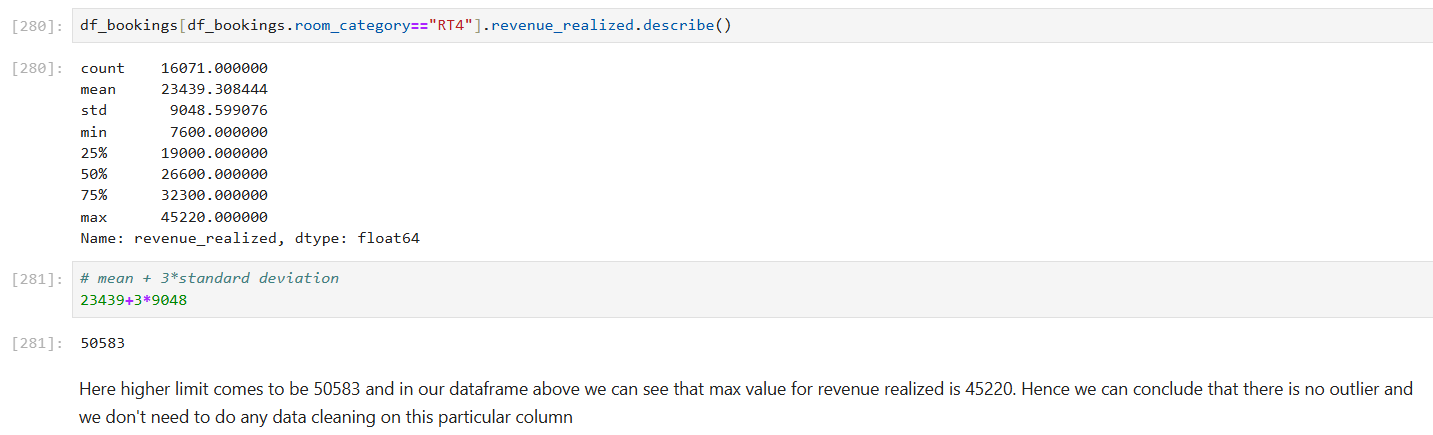 [280]: df_bookings[df_bookings.room_category=="RT4"].revenue_realized.describe()
[280]: count    16071.000000
mean     23439.308444
std       9048.599076
min       7600.000000
25%      19000.000000
50%      26600.000000
75%      32300.000000
max      45220.000000
Name: revenue_realized, dtype: float64
[281]: # mean + 3*standard deviation
23439+3*9048
[281]: 50583
Here higher limit comes to be 50583 and in our dataframe above we can see that max value for revenue realized is 45220. Hence we can conclude that there is no outlier and
we don't need to do any data cleaning on this particular column